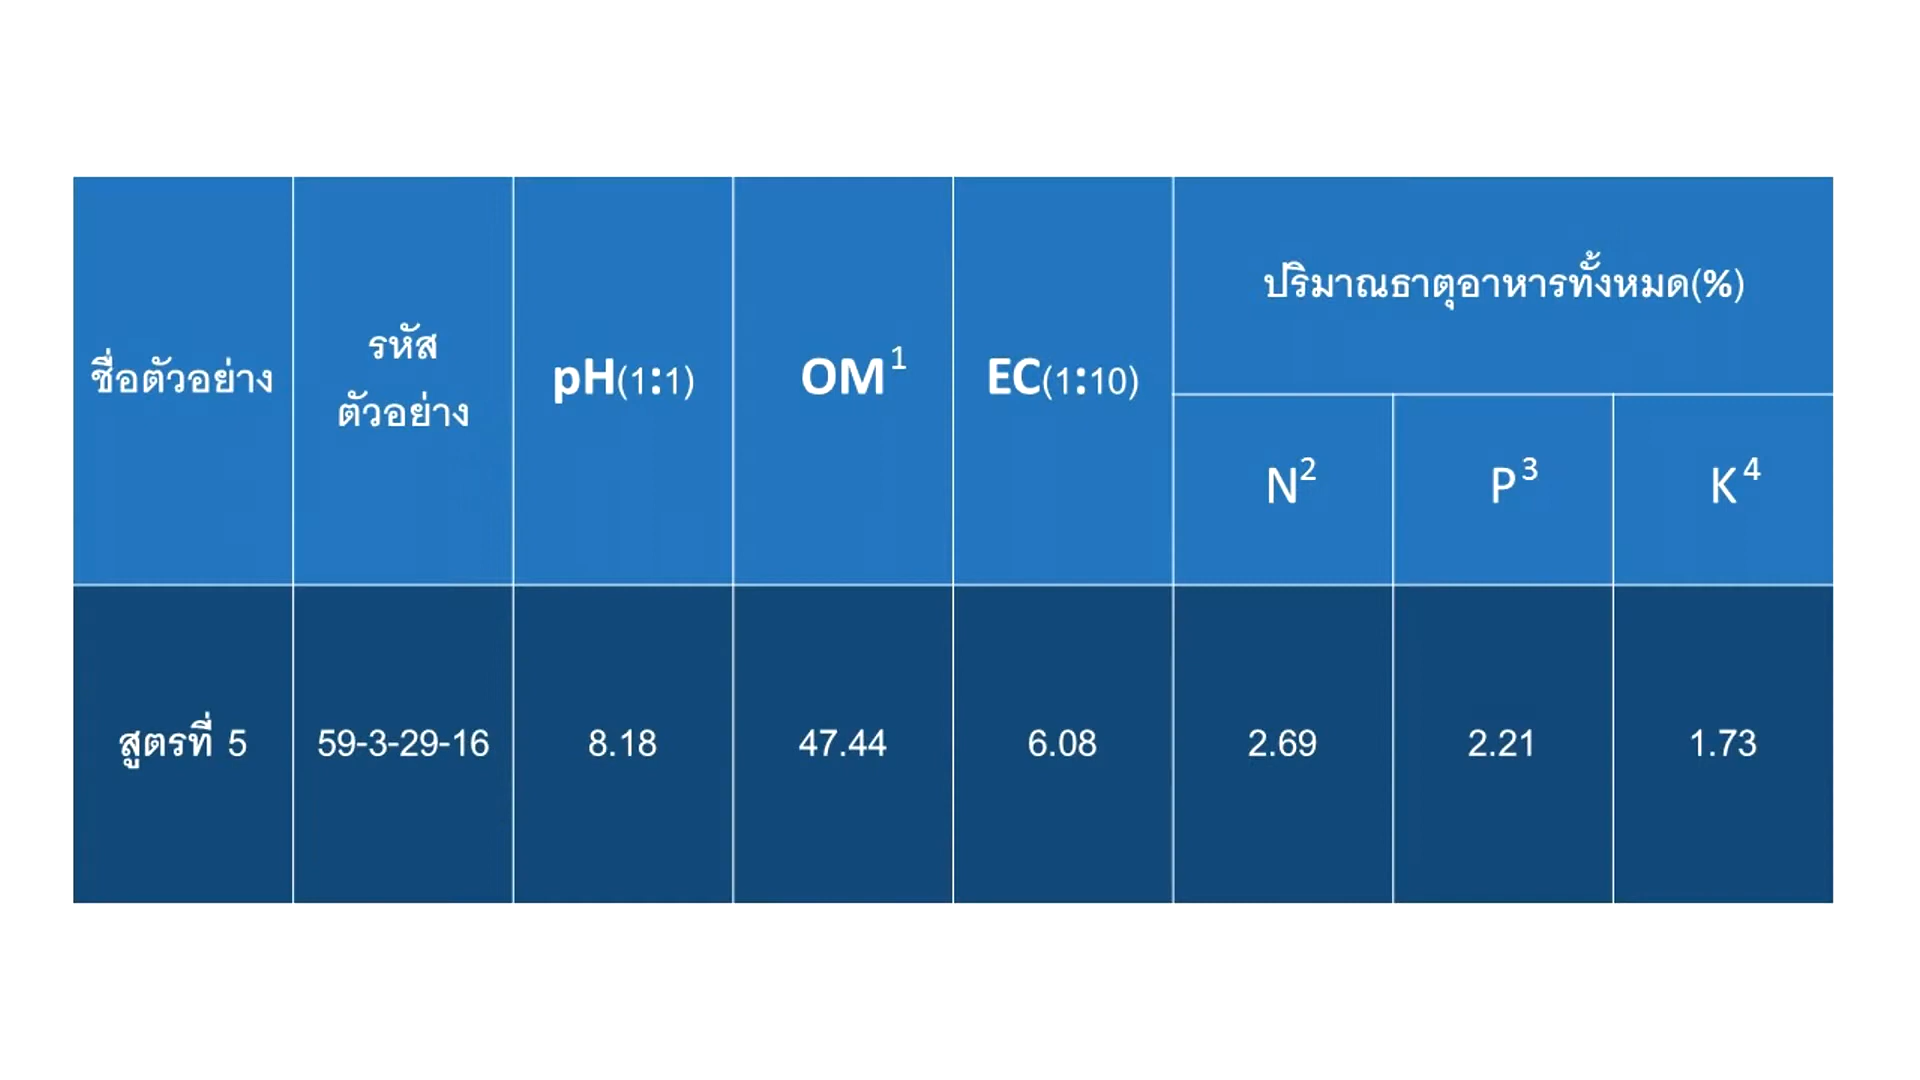 ชื่อตัวอย่าง
รหัส
ตัวอย่าง
pH(1:1)
OM¹
EC(1:10)
ปริมาณธาตุอาหารทั้งหมด(%)
N²
P³
K⁴
สูตรที่ 5
59-3-29-16
8.18
47.44
6.08
2.69
2.21
1.73